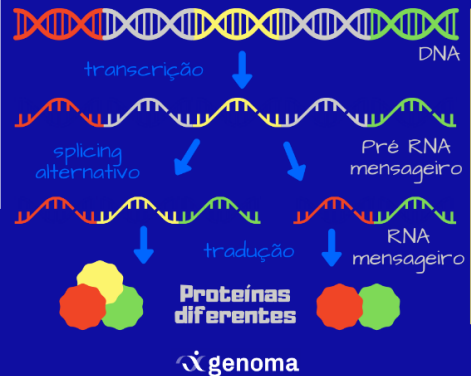 DNA
transcrição
splicing
alternativo
Pré RNA
mensageiro
tradução
RNA
mensageiro
Proteínas
diferentes
genoma